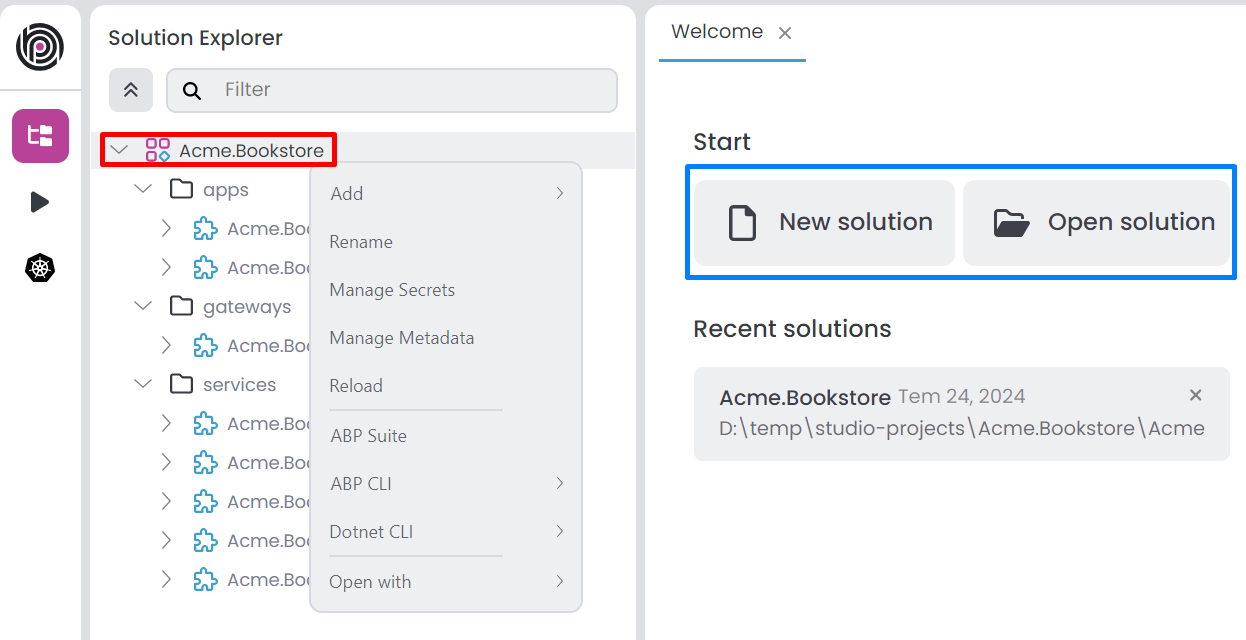 Solution Explorer
Filter
Acme.Bookstore
apps
Acme.Boo
Acme.Boo
gateways
Acme.Boo
services
Acme.Boo
Acme.Boo
Acme.Boo
Acme.Boo
Acme.Boo
Add
Rename
Manage Secrets
Manage Metadata
Reload
ABP Suite
ABP CLI
Dotnet CLI
Open with
Welcome
Start
New solution
Open solution
Recent solutions
Acme.Bookstore Tem 24, 2024
D:\temp\studio-projects\Acme.Bookstore\Acme